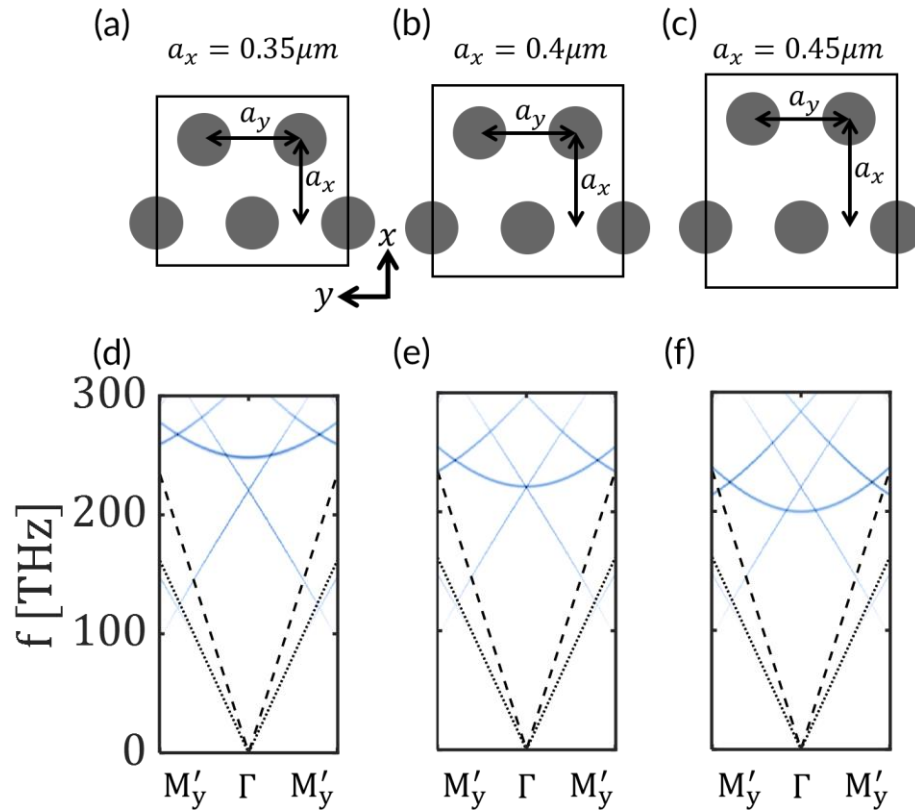 (a) (b) (c)
a_x = 0.35μm a_x = 0.4μm a_x = 0.45μm
a_y a_y a_y
a_x a_x a_x
x
y
(d) (e) (f)
300
200
100
0
f [THz]
M′_y Γ M′_y M′_y Γ M′_y M′_y Γ M′_y